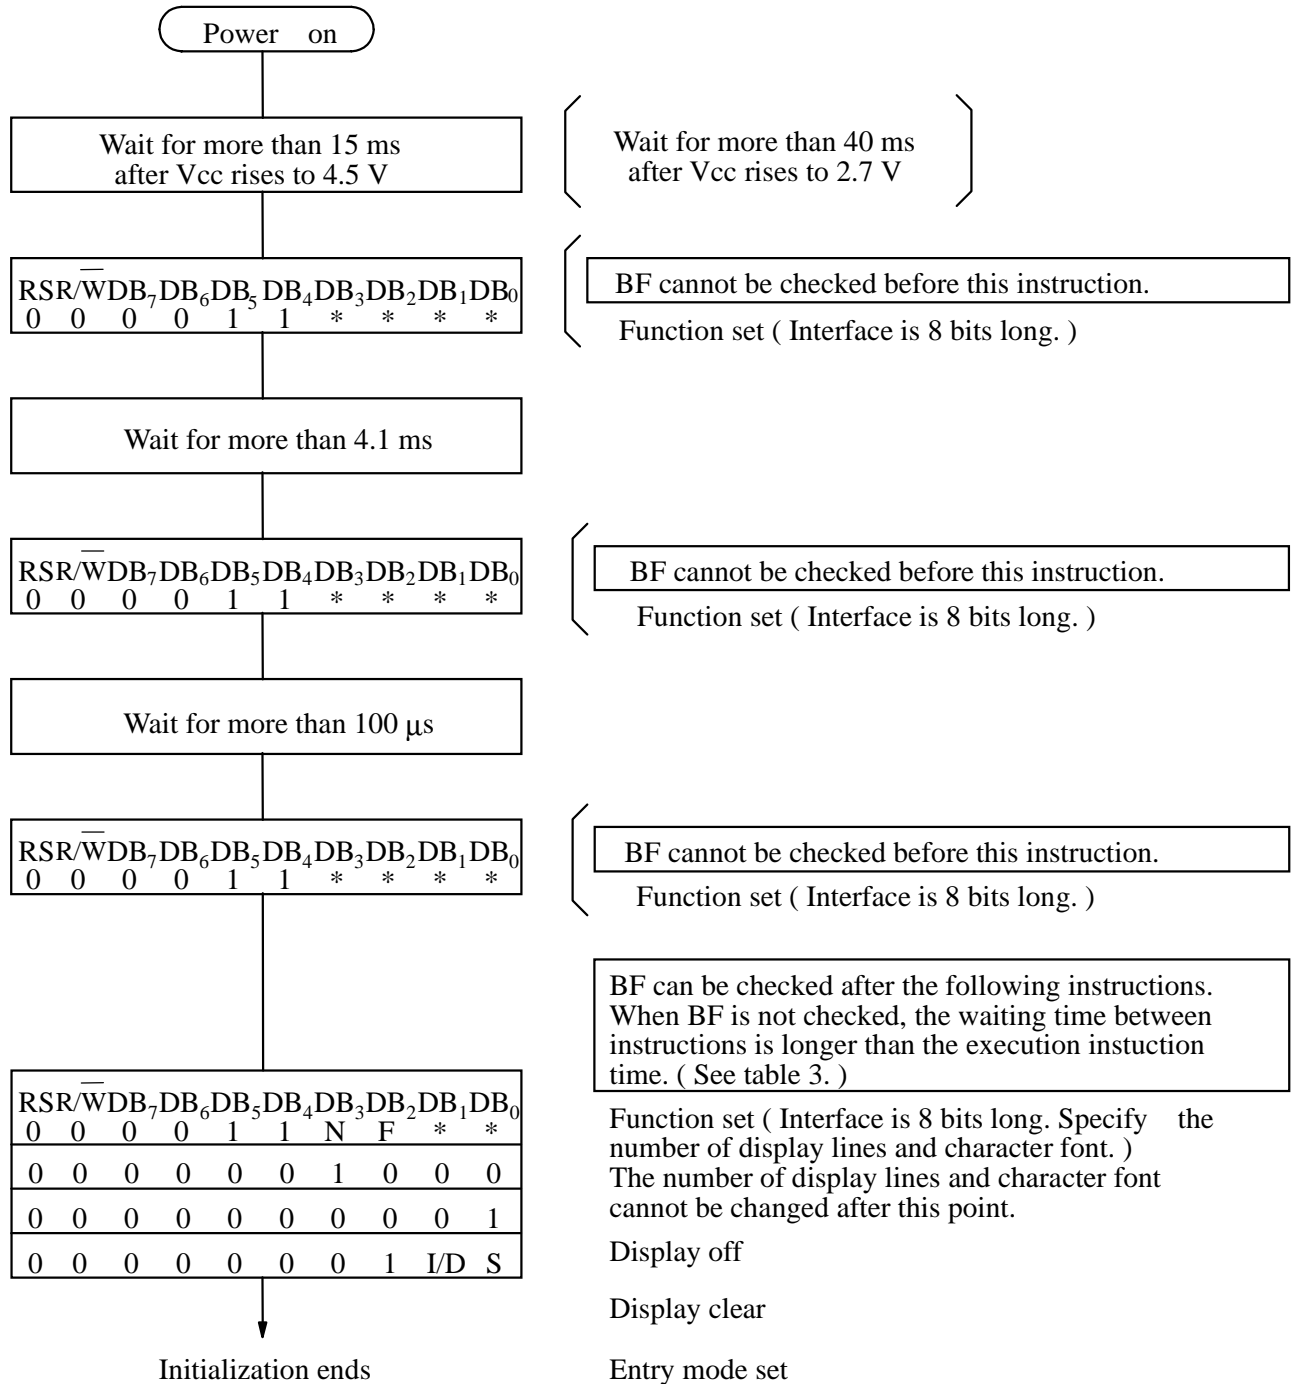 Power on
Wait for more than 15 ms
after Vcc rises to 4.5 V
Wait for more than 40 ms
after Vcc rises to 2.7 V
RS R/W̅ DB₇ DB₆ DB₅ DB₄ DB₃ DB₂ DB₁ DB₀
0 0 0 0 1 1 * * * *
BF cannot be checked before this instruction.
Function set ( Interface is 8 bits long. )
Wait for more than 4.1 ms
RS R/W̅ DB₇ DB₆ DB₅ DB₄ DB₃ DB₂ DB₁ DB₀
0 0 0 0 1 1 * * * *
BF cannot be checked before this instruction.
Function set ( Interface is 8 bits long. )
Wait for more than 100 μs
RS R/W̅ DB₇ DB₆ DB₅ DB₄ DB₃ DB₂ DB₁ DB₀
0 0 0 0 1 1 * * * *
BF cannot be checked before this instruction.
Function set ( Interface is 8 bits long. )
BF can be checked after the following instructions.
When BF is not checked, the waiting time between
instructions is longer than the execution instuction
time. ( See table 3. )
RS R/W̅ DB₇ DB₆ DB₅ DB₄ DB₃ DB₂ DB₁ DB₀
0 0 0 0 1 1 N F * *
0 0 0 0 0 0 1 0 0 0
0 0 0 0 0 0 0 0 0 1
0 0 0 0 0 0 0 1 I/D S
Function set ( Interface is 8 bits long. Specify the
number of display lines and character font. )
The number of display lines and character font
cannot be changed after this point.
Display off
Display clear
Initialization ends
Entry mode set